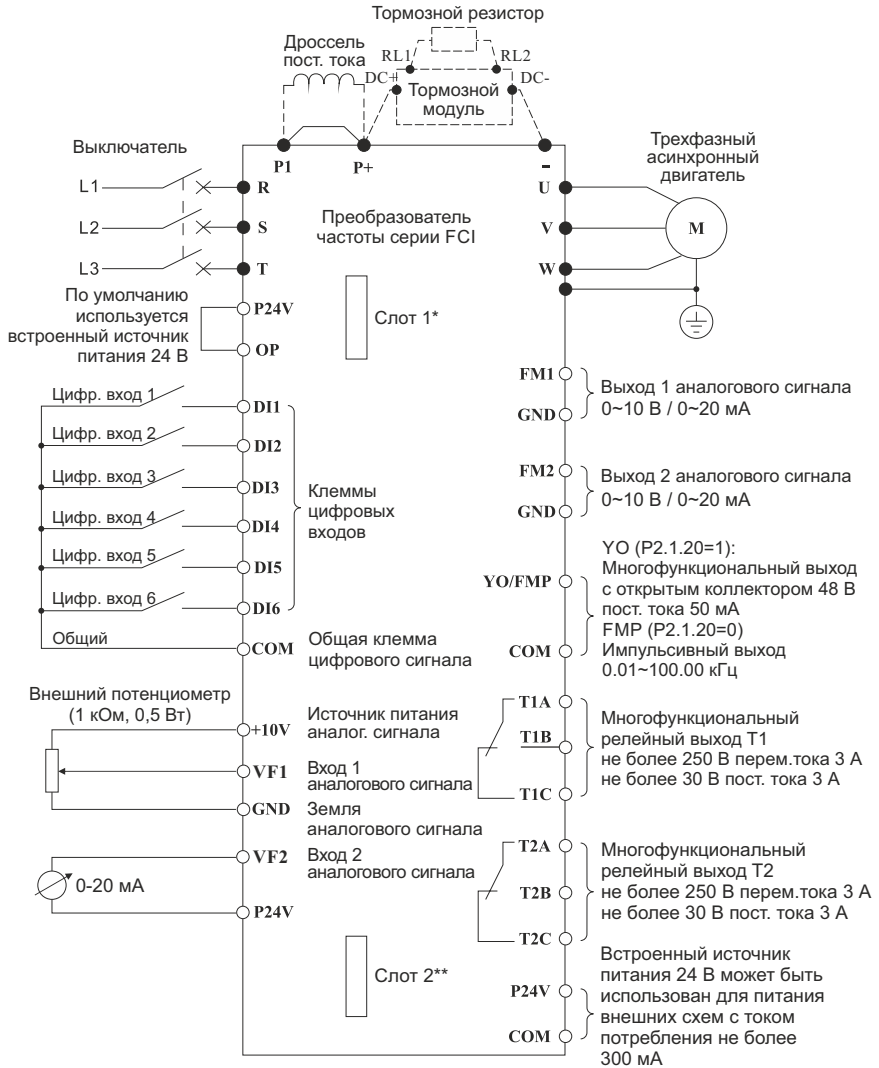 Тормозной резистор
Дроссель
пост. тока
RL1
RL2
DC+
DC-
Тормозной
модуль
Выключатель
P1
P+
-
Трехфазный
асинхронный
двигатель
L1
R
U
L2
S
V
M
L3
T
W
Преобразователь
частоты серии FCI
По умолчанию
используется
встроенный источник
питания 24 В
P24V
OP
Слот 1*
FM1
GND
Выход 1 аналогового сигнала
0~10 В / 0~20 мА
Цифр. вход 1
DI1
Цифр. вход 2
DI2
Цифр. вход 3
DI3
Цифр. вход 4
DI4
Цифр. вход 5
DI5
Цифр. вход 6
DI6
Общий
COM
Клеммы
цифровых
входов
Общая клемма
цифрового сигнала
FM2
GND
Выход 2 аналогового сигнала
0~10 В / 0~20 мА
YO/FMP
COM
YO (P2.1.20=1):
Многофункциональный выход
с открытым коллектором 48 В
пост. тока 50 мА
FMP (P2.1.20=0)
Импульсивный выход
0.01~100.00 кГц
Внешний потенциометр
(1 кОм, 0,5 Вт)
+10V
Источник питания
аналог. сигнала
VF1
Вход 1
аналогового сигнала
GND
Земля
аналогового сигнала
VF2
Вход 2
аналогового сигнала
0-20 мА
P24V
T1A
T1B
T1C
Многофункциональный
релейный выход T1
не более 250 В перем.тока 3 А
не более 30 В пост. тока 3 А
T2A
T2B
T2C
Многофункциональный
релейный выход T2
не более 250 В перем.тока 3 А
не более 30 В пост. тока 3 А
Слот 2**
P24V
COM
Встроенный источник
питания 24 В может быть
использован для питания
внешних схем с током
потребления не более
300 мА